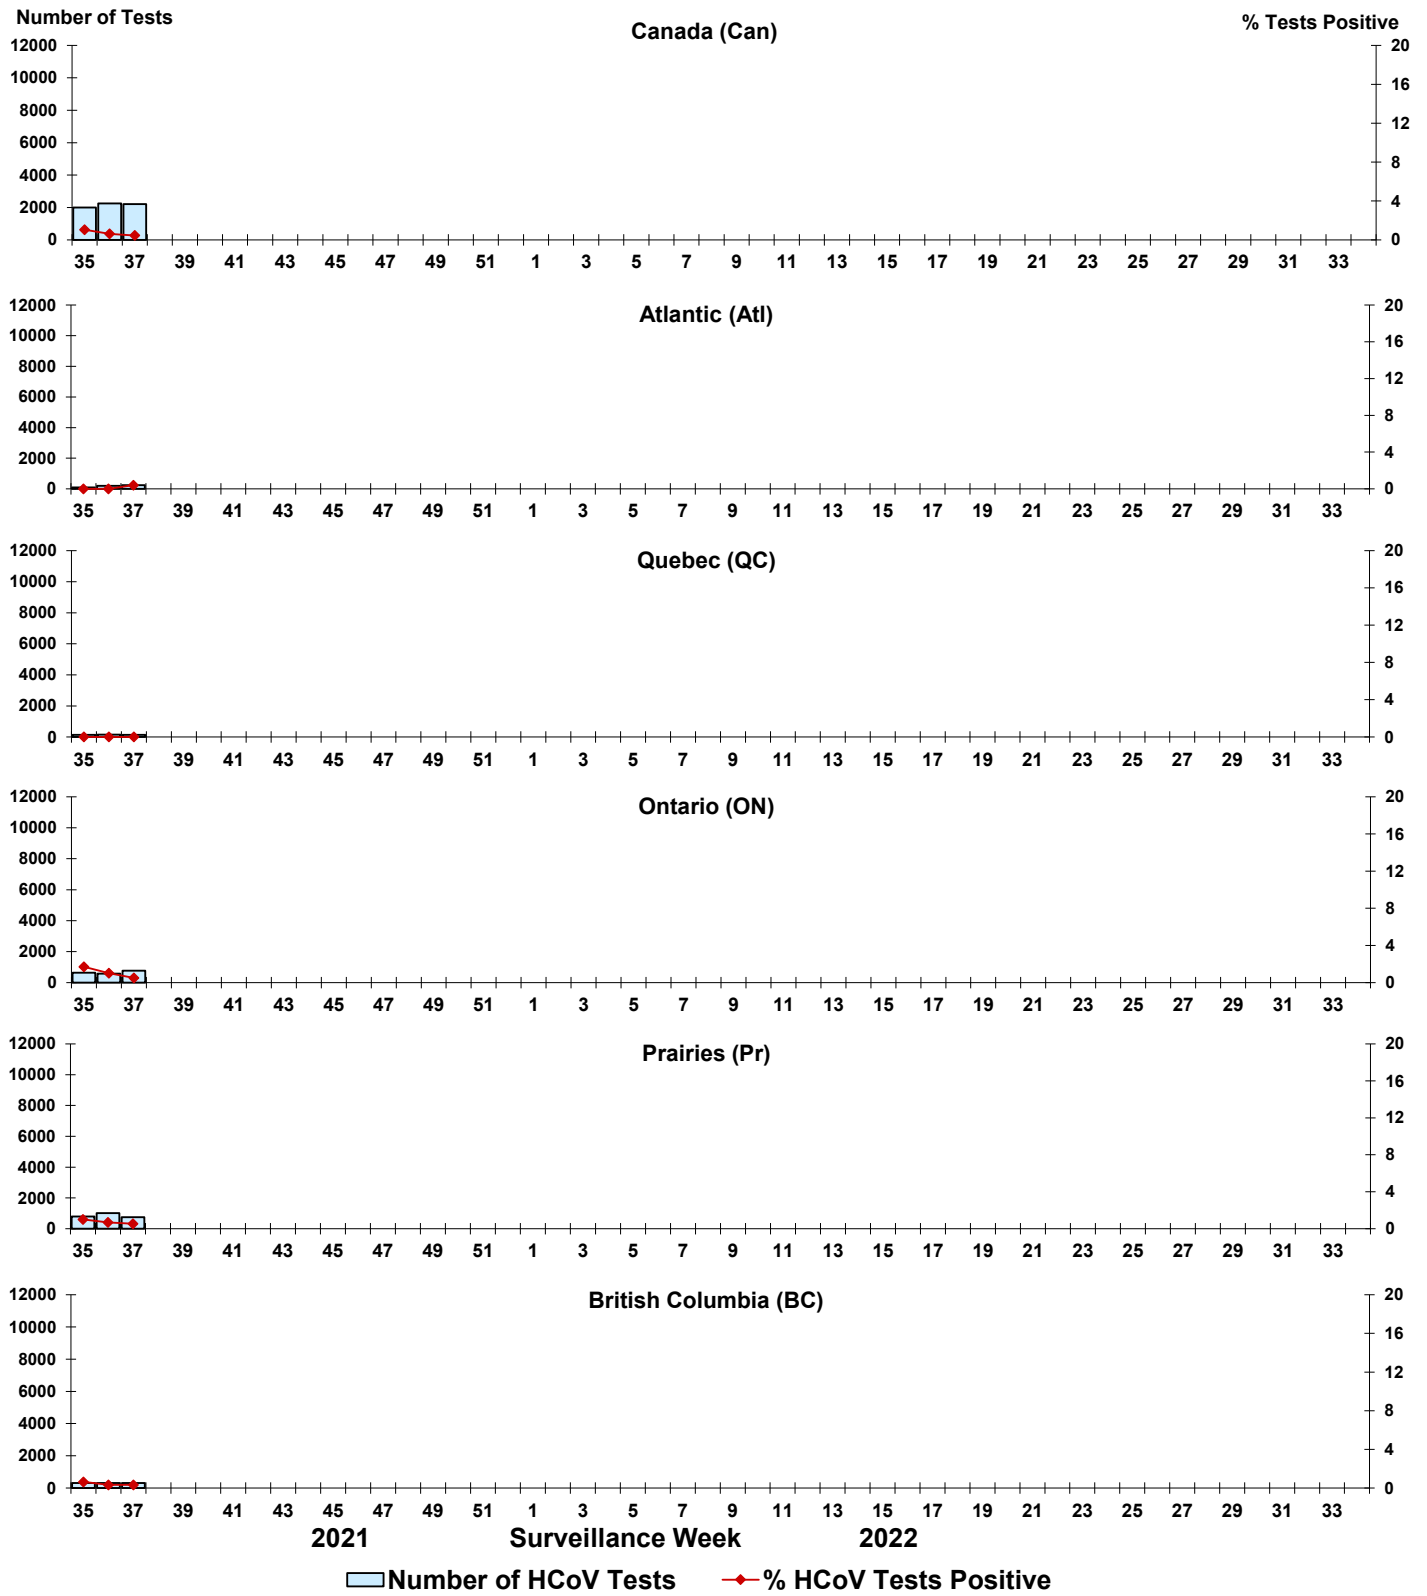 Number of Tests
Canada (Can)
% Tests Positive
12000 20
10000 16
8000 12
6000 8
4000 4
2000
0 0
35 37 39 41 43 45 47 49 51 1 3 5 7 9 11 13 15 17 19 21 23 25 27 29 31 33
Atlantic (Atl)
12000 20
10000 16
8000 12
6000 8
4000 4
2000
0 0
35 37 39 41 43 45 47 49 51 1 3 5 7 9 11 13 15 17 19 21 23 25 27 29 31 33
Quebec (QC)
12000 20
10000 16
8000 12
6000 8
4000 4
2000
0 0
35 37 39 41 43 45 47 49 51 1 3 5 7 9 11 13 15 17 19 21 23 25 27 29 31 33
Ontario (ON)
12000 20
10000 16
8000 12
6000 8
4000 4
2000
0 0
35 37 39 41 43 45 47 49 51 1 3 5 7 9 11 13 15 17 19 21 23 25 27 29 31 33
Prairies (Pr)
12000 20
10000 16
8000 12
6000 8
4000 4
2000
0 0
35 37 39 41 43 45 47 49 51 1 3 5 7 9 11 13 15 17 19 21 23 25 27 29 31 33
British Columbia (BC)
12000 20
10000 16
8000 12
6000 8
4000 4
2000
0 0
35 37 39 41 43 45 47 49 51 1 3 5 7 9 11 13 15 17 19 21 23 25 27 29 31 33
2021 Surveillance Week 2022
Number of HCoV Tests % HCoV Tests Positive